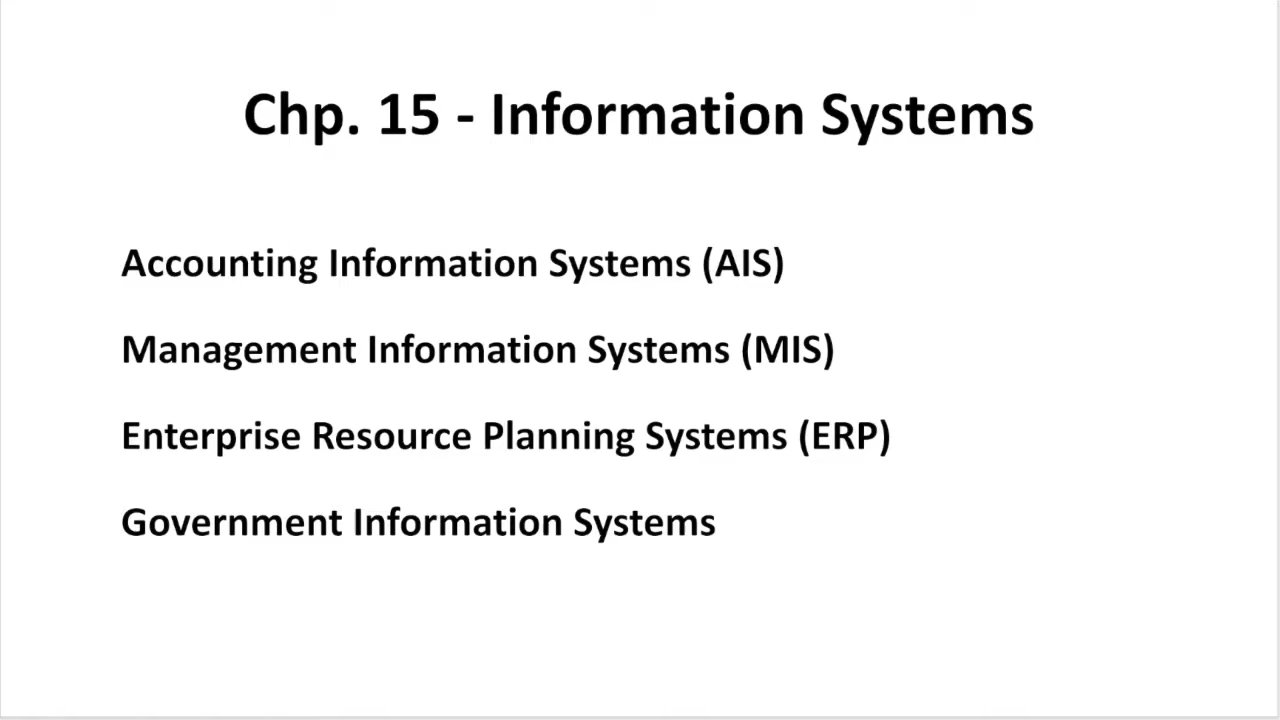 Chp. 15 - Information Systems
Accounting Information Systems (AIS)
Management Information Systems (MIS)
Enterprise Resource Planning Systems (ERP)
Government Information Systems